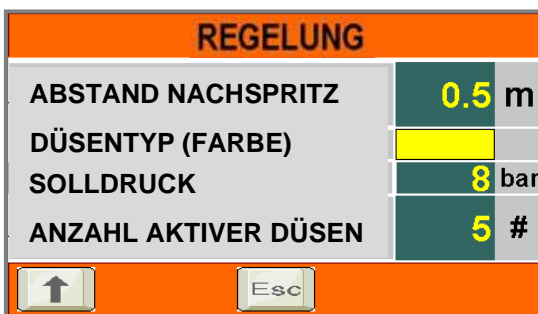 REGELUNG
ABSTAND NACHSPRITZ 0.5 m
DÜSENTYP (FARBE)
SOLLDRUCK 8 bar
ANZAHL AKTIVER DÜSEN 5 #
Esc